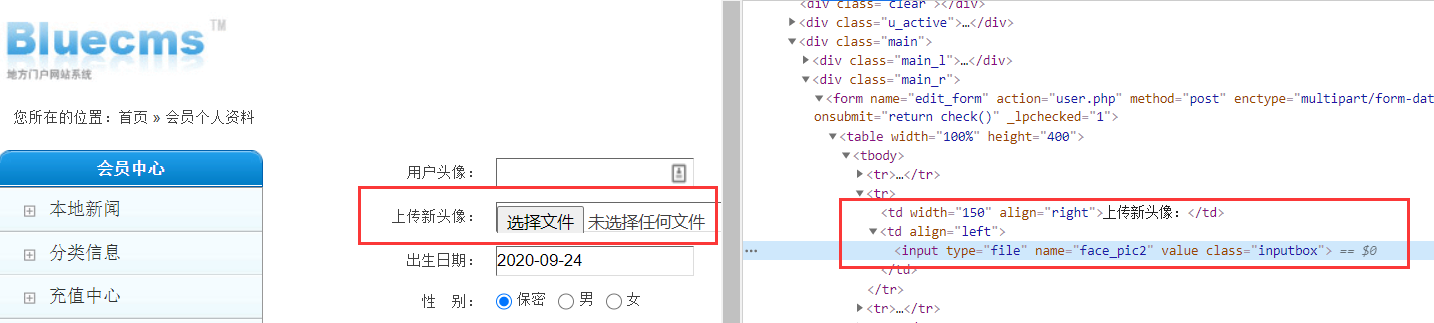 Bluecms™
地方门户网站系统
您所在的位置：首页 » 会员个人资料
会员中心
本地新闻
分类信息
充值中心
用户头像：
上传新头像：
选择文件 未选择任何文件
出生日期：
2020-09-24
性 别：
保密 男 女
<div class="clear"></div>
<div class="u_active">…</div>
<div class="main">
<div class="main_l">…</div>
<div class="main_r">
<form name="edit_form" action="user.php" method="post" enctype="multipart/form-dat
onsubmit="return check()" _lpchecked="1">
<table width="100%" height="400">
<tbody>
<tr>…</tr>
<tr>
<td width="150" align="right">上传新头像：</td>
<td align="left">
… <input type="file" name="face_pic2" value class="inputbox"> == $0
</td>
</tr>
<tr>…</tr>